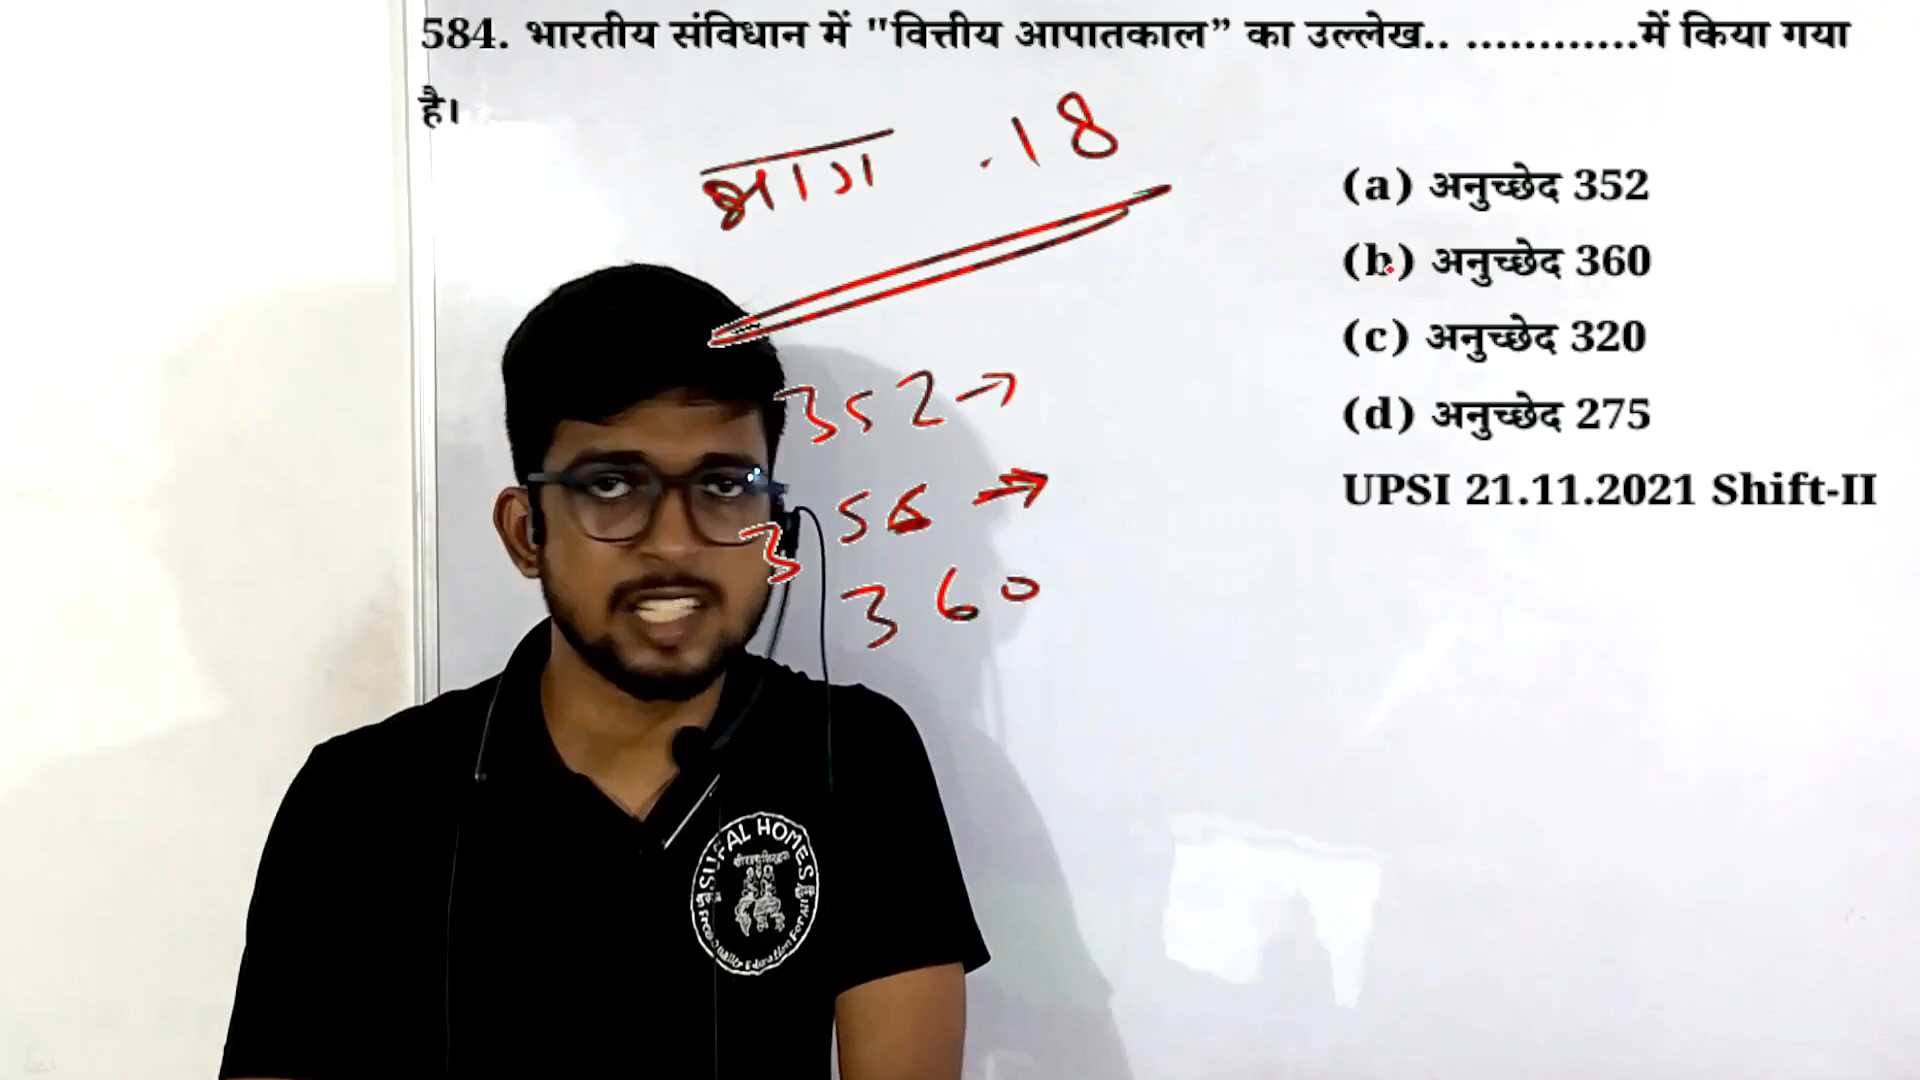 584. भारतीय संविधान में "वित्तीय आपातकाल” का उल्लेख.. ............में किया गया
है।
भाग .18
(a) अनुच्छेद 352
(b) अनुच्छेद 360
(c) अनुच्छेद 320
(d) अनुच्छेद 275
UPSI 21.11.2021 Shift-II
352→
356→
360
SUPAL HOMES